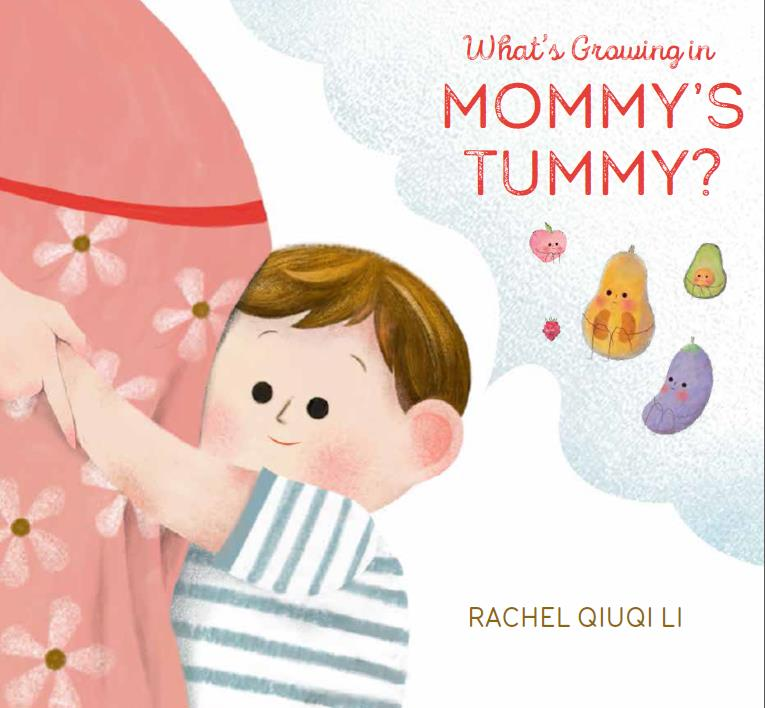 What's Growing in
MOMMY'S
TUMMY?
RACHEL QIUQI LI